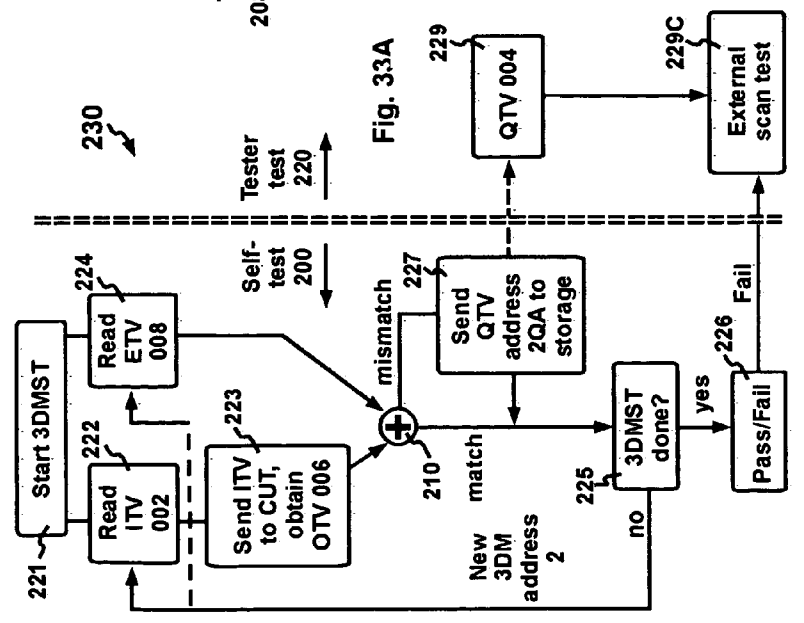 20
230
Start 3DMST
221
222
Read
ITV
002
224
Read
ETV
008
Self-
test
200
Tester
test
220
Fig. 33A
223
Send ITV
to CUT,
obtain
OTV 006
mismatch
227
Send
QTV
address
2QA to
storage
229
QTV 004
210
match
New
3DM
address
2
225
3DMST
done?
no
yes
226
Pass/Fail
Fail
229C
External
scan test